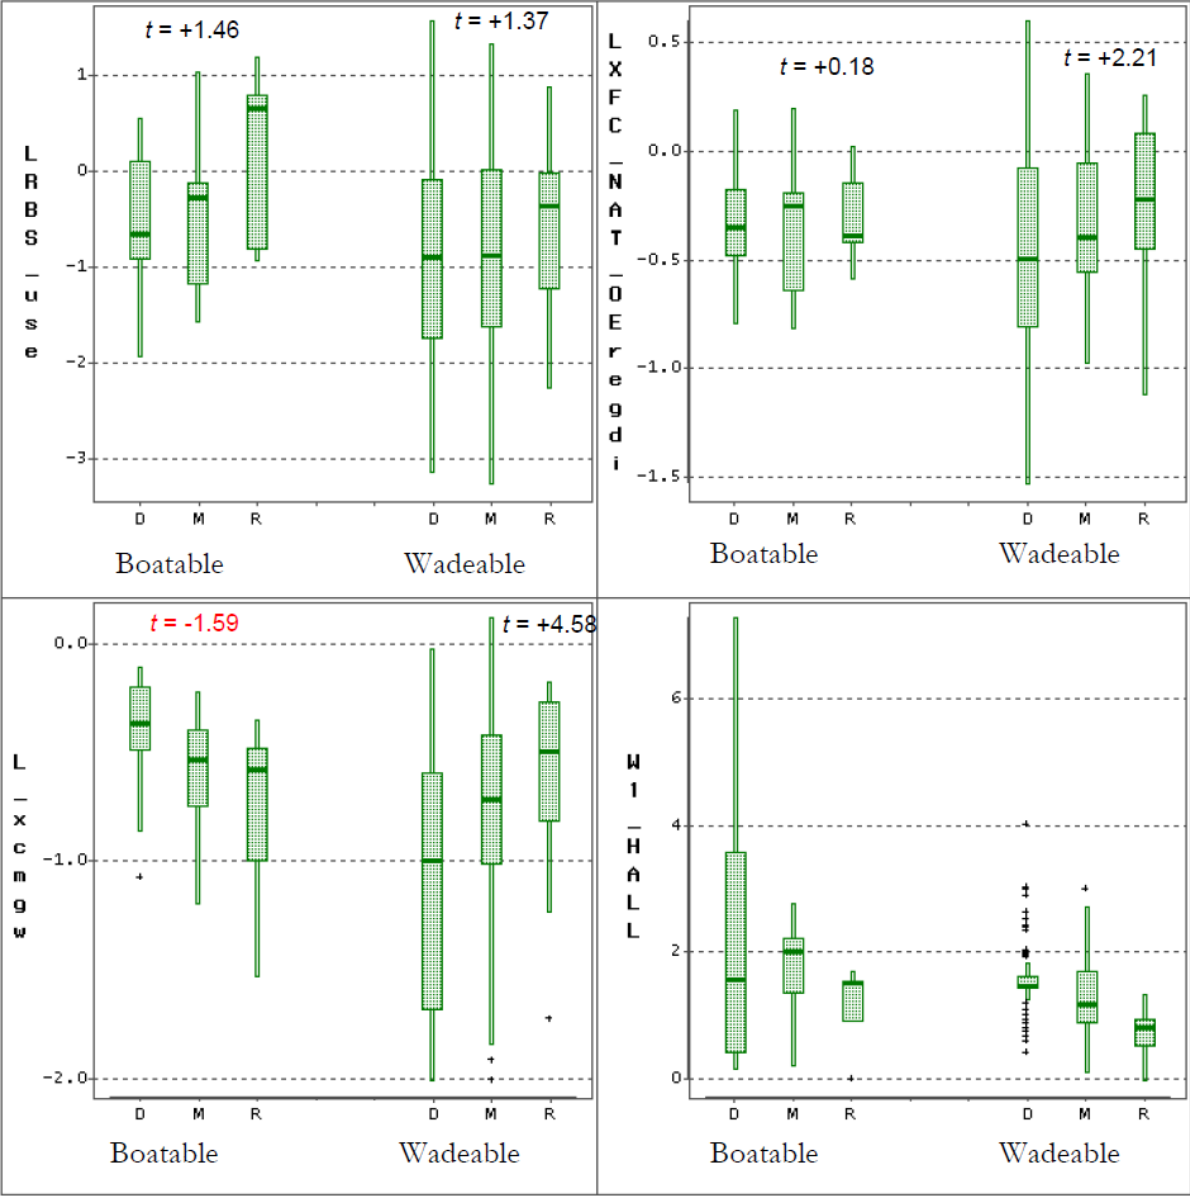 t = +1.46
t = +1.37
LRBS_use
1
0
-1
-2
-3
D M R D M R
Boatable Wadeable
t = +0.18
t = +2.21
LXFC_NAT_OEregdi
0.5
0.0
-0.5
-1.0
-1.5
D M R D M R
Boatable Wadeable
t = -1.59
t = +4.58
L_xcmgw
0.0
-1.0
-2.0
D M R D M R
Boatable Wadeable
W1_HALL
6
4
2
0
D M R D M R
Boatable Wadeable